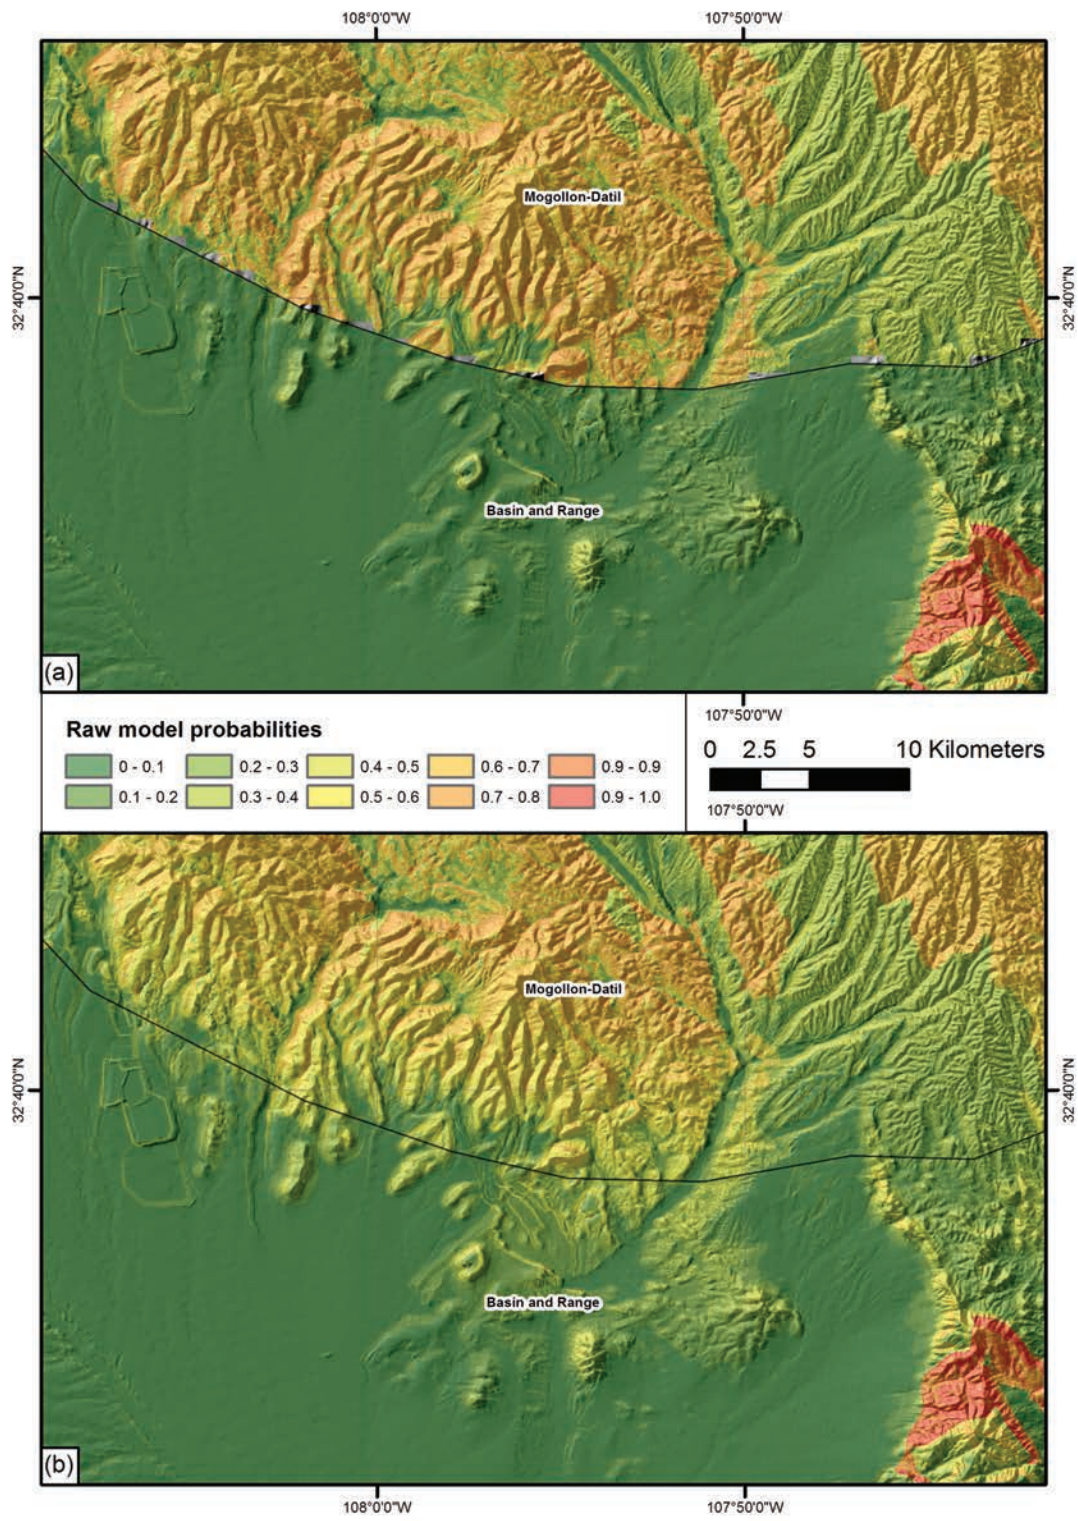 108°0'0"W
107°50'0"W
Mogollon-Datil
32°40'0"N
32°40'0"N
Basin and Range
(a)
Raw model probabilities
0 - 0.1
0.2 - 0.3
0.4 - 0.5
0.6 - 0.7
0.9 - 0.9
0.1 - 0.2
0.3 - 0.4
0.5 - 0.6
0.7 - 0.8
0.9 - 1.0
107°50'0"W
0 2.5 5 10 Kilometers
107°50'0"W
Mogollon-Datil
32°40'0"N
32°40'0"N
Basin and Range
(b)
108°0'0"W
107°50'0"W